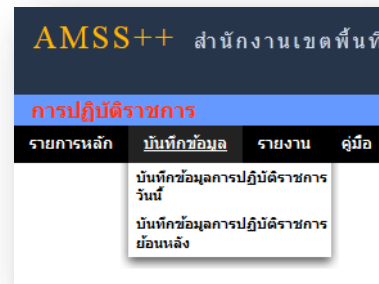 AMSS++ สำนักงานเขตพื้นที่
การปฏิบัติราชการ
รายการหลัก บันทึกข้อมูล รายงาน คู่มือ
บันทึกข้อมูลการปฏิบัติราชการ
วันนี้
บันทึกข้อมูลการปฏิบัติราชการ
ย้อนหลัง